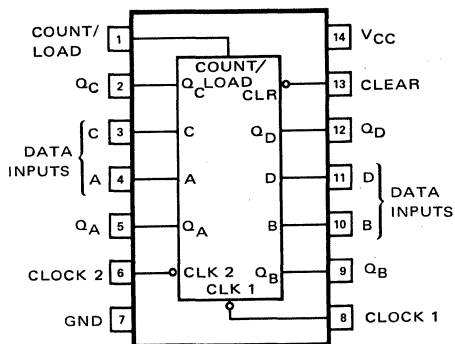 COUNT/
LOAD
1
14
VCC
COUNT/
LOAD
CLR
QC
2
QC
13
CLEAR
DATA
INPUTS
C
3
C
QD
12
QD
A
4
A
D
11
D
DATA
INPUTS
QA
5
QA
B
10
B
CLOCK 2
6
CLK 2
QB
9
QB
CLK 1
GND
7
8
CLOCK 1